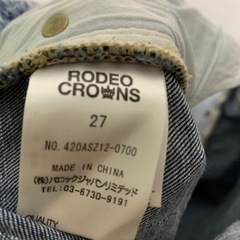 RODEO
CROWNS
27
NO. 420ASZ12-0700
MADE IN CHINA
(株)バロックジャパンリミテッド
TEL: 03-6730-9191
QUALITY